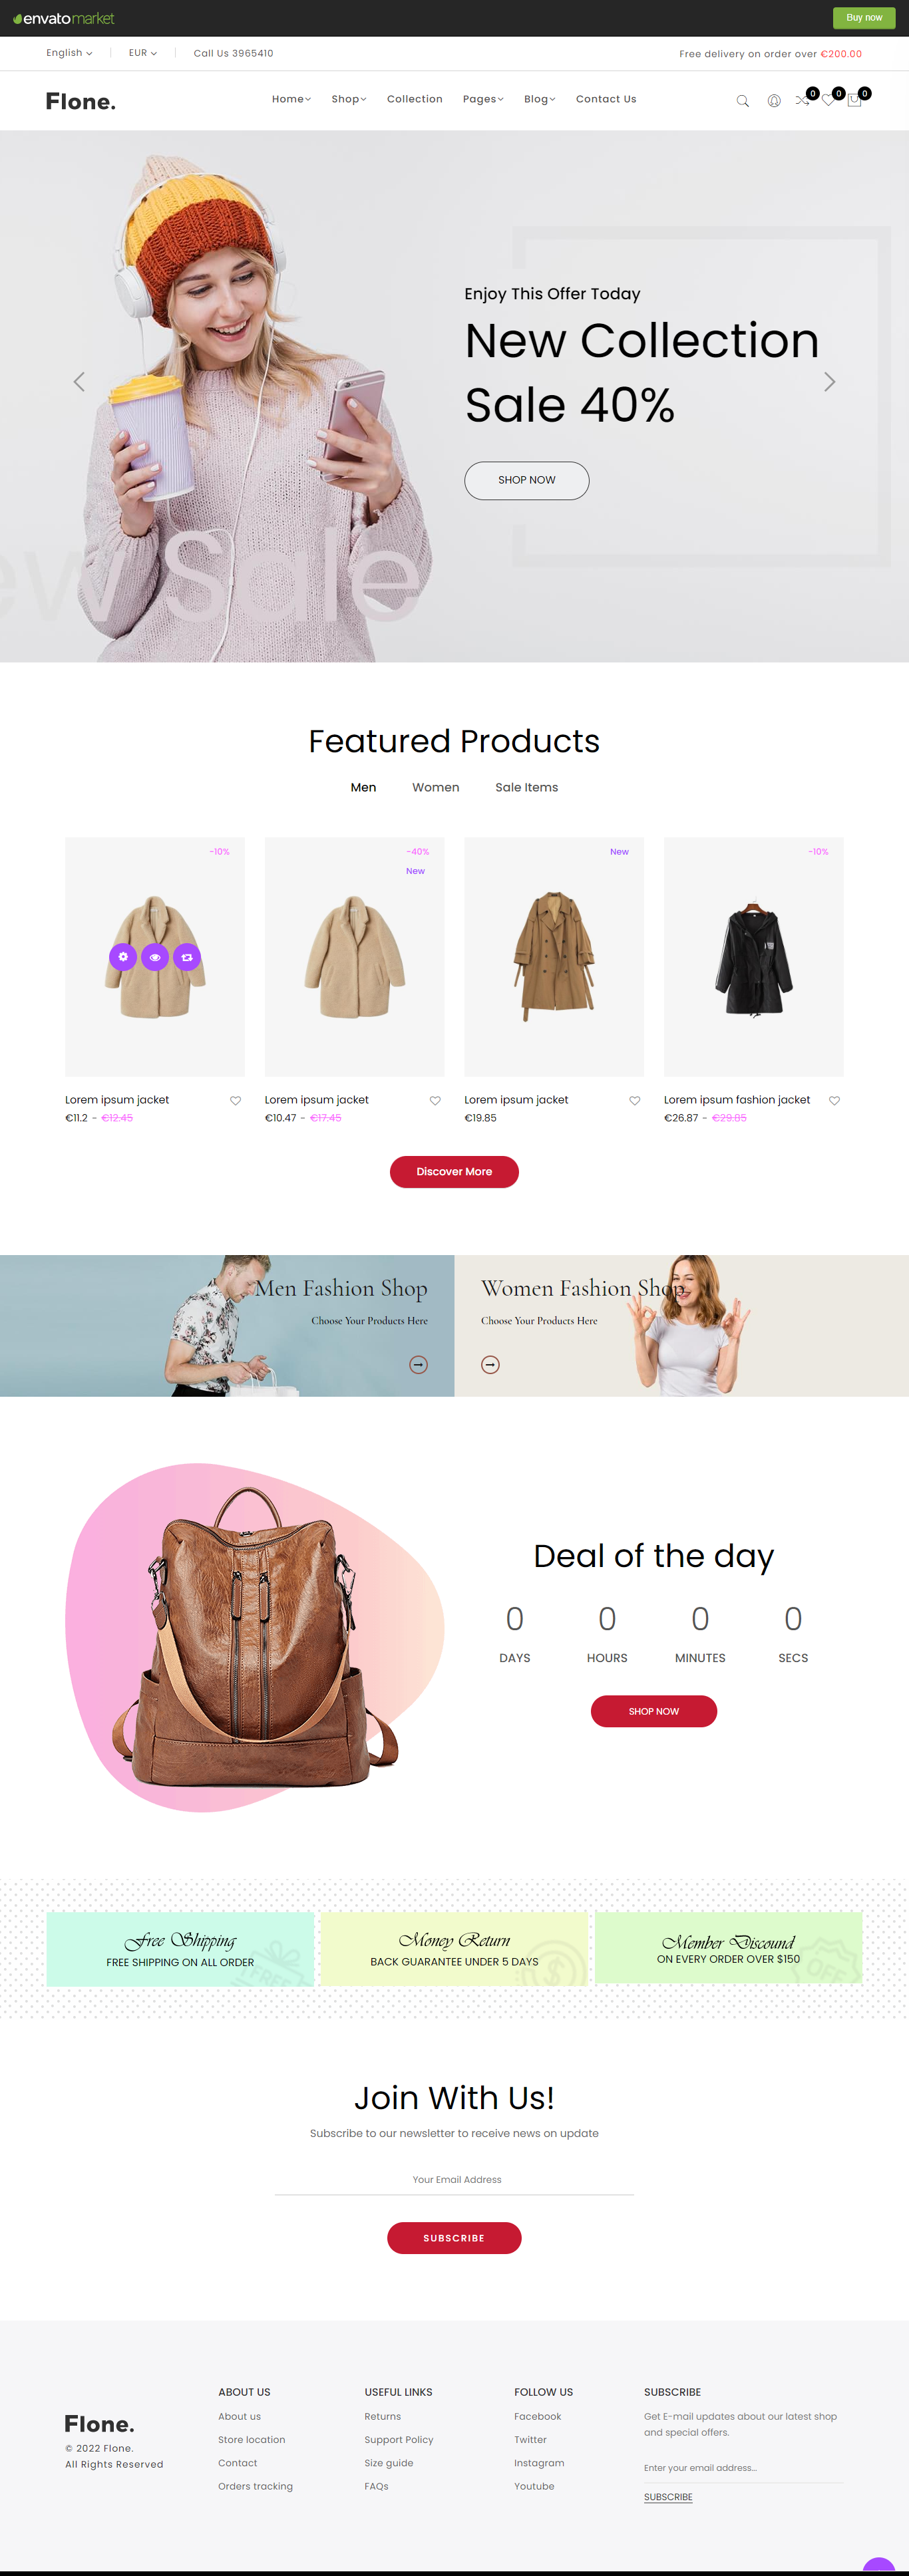 envatomarket
Buy now
English
EUR
Call Us 3965410
Free delivery on order over €200.00
Flone.
Home
Shop
Collection
Pages
Blog
Contact Us
0
0
0
Enjoy This Offer Today
New Collection
Sale 40%
SHOP NOW
ew Sale
Featured Products
Men
Women
Sale Items
-10%
-40%
New
New
-10%
Lorem ipsum jacket
€11.2 - €12.45
Lorem ipsum jacket
€10.47 - €17.45
Lorem ipsum jacket
€19.85
Lorem ipsum fashion jacket
€26.87 - €29.85
Discover More
Men Fashion Shop
Choose Your Products Here
Women Fashion Shop
Choose Your Products Here
Deal of the day
0
0
0
0
DAYS
HOURS
MINUTES
SECS
SHOP NOW
Free Shipping
FREE SHIPPING ON ALL ORDER
FREE
Money Return
BACK GUARANTEE UNDER 5 DAYS
$
Member Discound
ON EVERY ORDER OVER $150
OFF
Join With Us!
Subscribe to our newsletter to receive news on update
Your Email Address
SUBSCRIBE
Flone.
© 2022 Flone.
All Rights Reserved
ABOUT US
About us
Store location
Contact
Orders tracking
USEFUL LINKS
Returns
Support Policy
Size guide
FAQs
FOLLOW US
Facebook
Twitter
Instagram
Youtube
SUBSCRIBE
Get E-mail updates about our latest shop
and special offers.
Enter your email address...
SUBSCRIBE